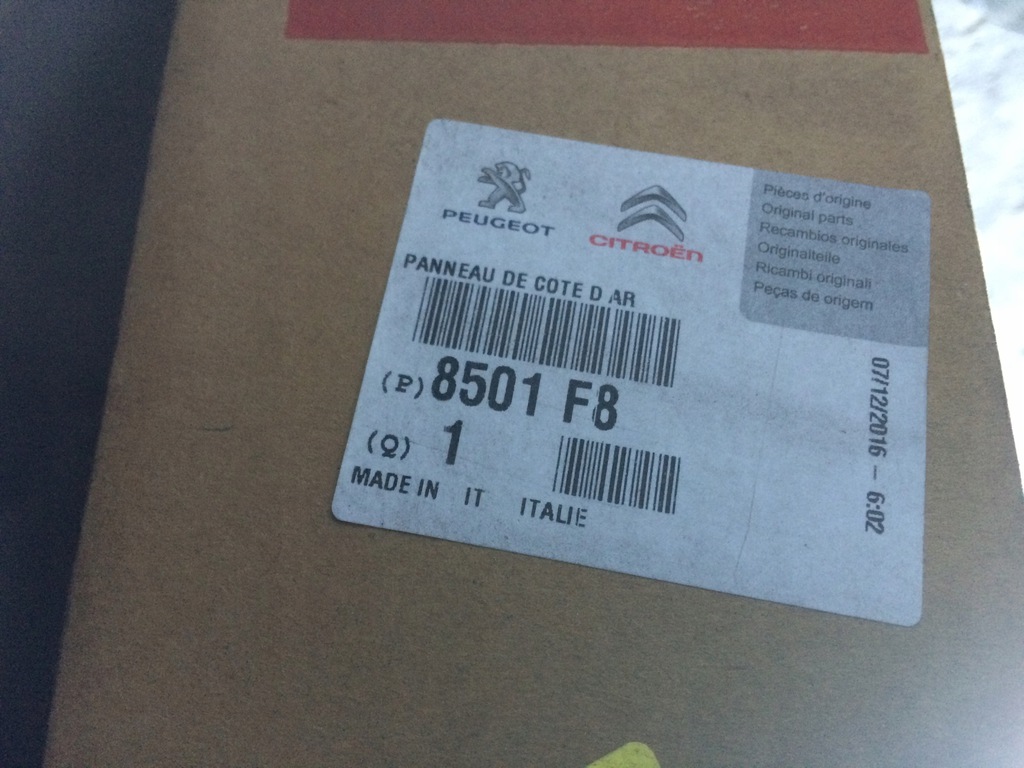 PEUGEOT
CITROËN
Pièces d'origine
Original parts
Recambios originales
Originalteile
Ricambi originali
Peças de origem
PANNEAU DE COTE D AR
(P) 8501 F8
(Q) 1
MADE IN IT ITALIE
07/12/2016 – 6:02